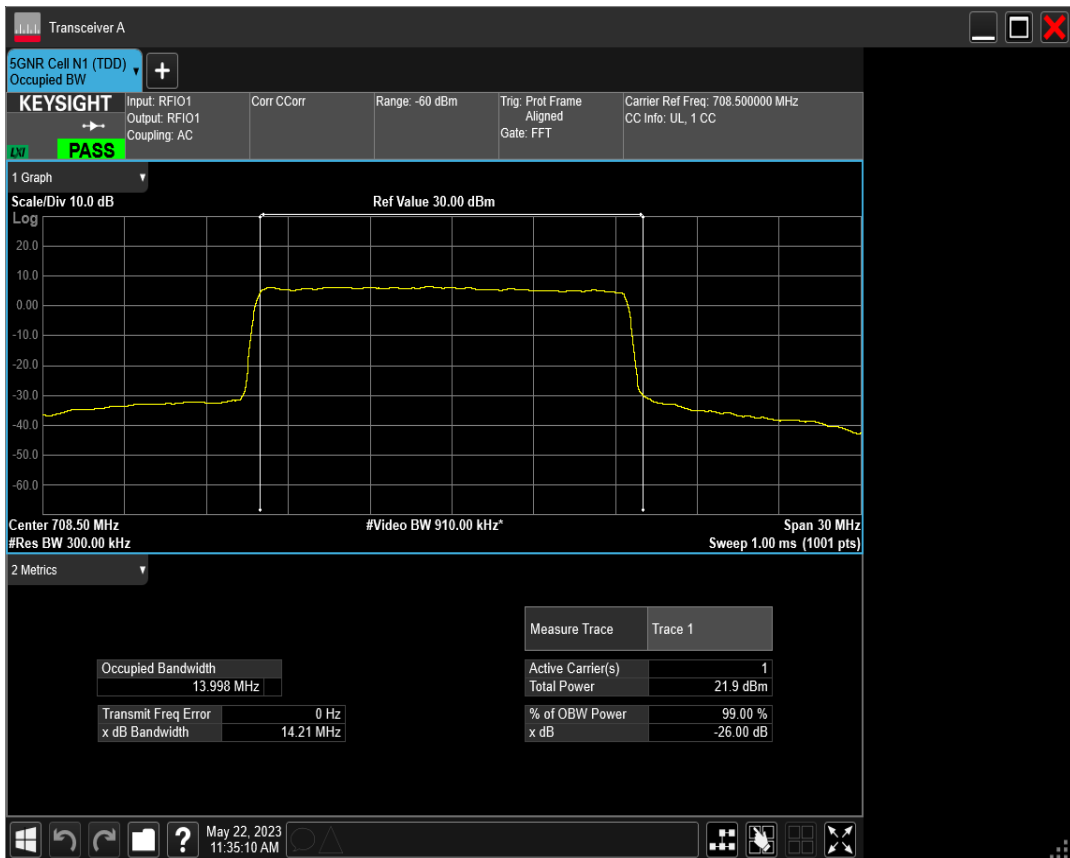 Transceiver A
5GNR Cell N1 (TDD)
Occupied BW
+
KEYSIGHT
LXI
PASS
Input: RFIO1
Output: RFIO1
Coupling: AC
Corr CCorr
Range: -60 dBm
Trig: Prot Frame
Aligned
Gate: FFT
Carrier Ref Freq: 708.500000 MHz
CC Info: UL, 1 CC
1 Graph
Scale/Div 10.0 dB
Ref Value 30.00 dBm
Log
20.0
10.0
0.00
-10.0
-20.0
-30.0
-40.0
-50.0
-60.0
Center 708.50 MHz
#Video BW 910.00 kHz*
Span 30 MHz
#Res BW 300.00 kHz
Sweep 1.00 ms (1001 pts)
2 Metrics
Measure Trace Trace 1
Occupied Bandwidth
13.998 MHz
Active Carrier(s) 1
Total Power 21.9 dBm
Transmit Freq Error 0 Hz
x dB Bandwidth 14.21 MHz
% of OBW Power 99.00 %
x dB -26.00 dB
?
May 22, 2023
11:35:10 AM